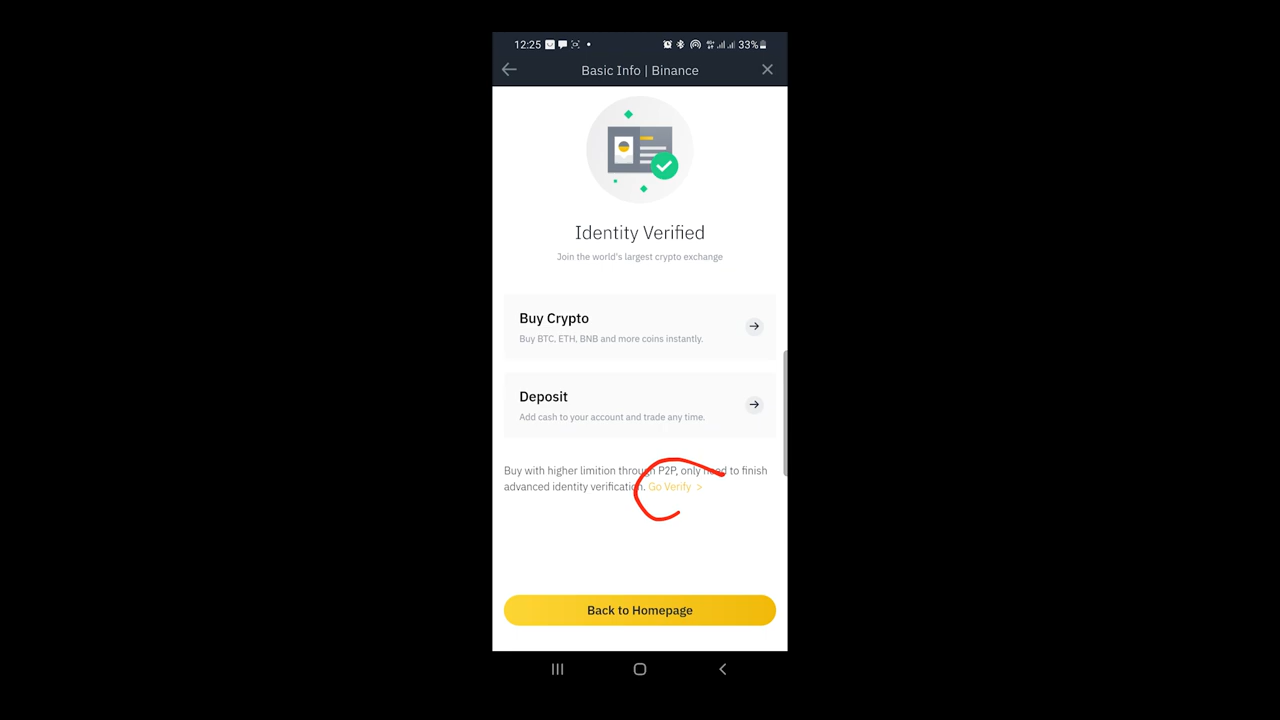 12:25
33%
Basic Info | Binance
Identity Verified
Join the world's largest crypto exchange
Buy Crypto
Buy BTC, ETH, BNB and more coins instantly.
Deposit
Add cash to your account and trade any time.
Buy with higher limition through P2P, only need to finish
advanced identity verification. Go Verify >
Back to Homepage